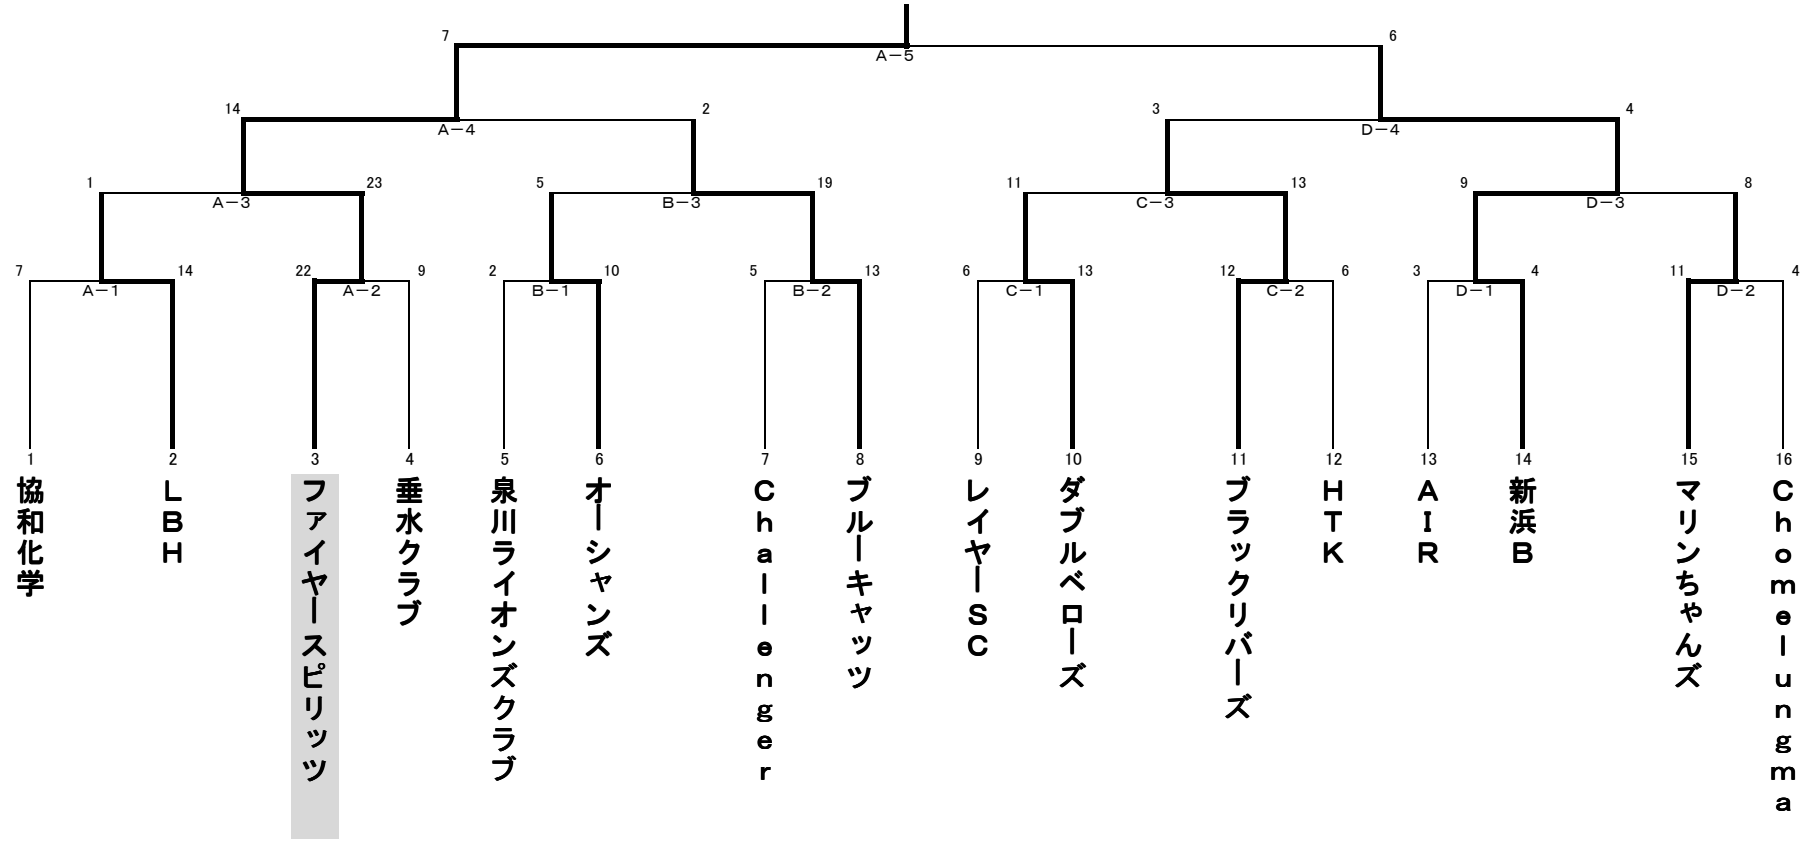 7 6
A－5
14 2 3 4
A－4 D－4
1 23 5 19 11 13 9 8
A－3 B－3 C－3 D－3
7 14 22 9 2 10 5 13 6 13 12 6 3 4 11 4
A－1 A－2 B－1 B－2 C－1 C－2 D－1 D－2
1 2 3 4 5 6 7 8 9 10 11 12 13 14 15 16
協和化学
ＬＢＨ
ファイヤースピリッツ
垂水クラブ
泉川ライオンズクラブ
オーシャンズ
Ｃｈａｌｌｅｎｇｅｒ
ブルーキャッツ
レイヤーＳＣ
ダブルベローズ
ブラックリバーズ
ＨＴＫ
ＡＩＲ
新浜Ｂ
マリンちゃんズ
Ｃｈｏｍｅｌｕｎｇｍａ